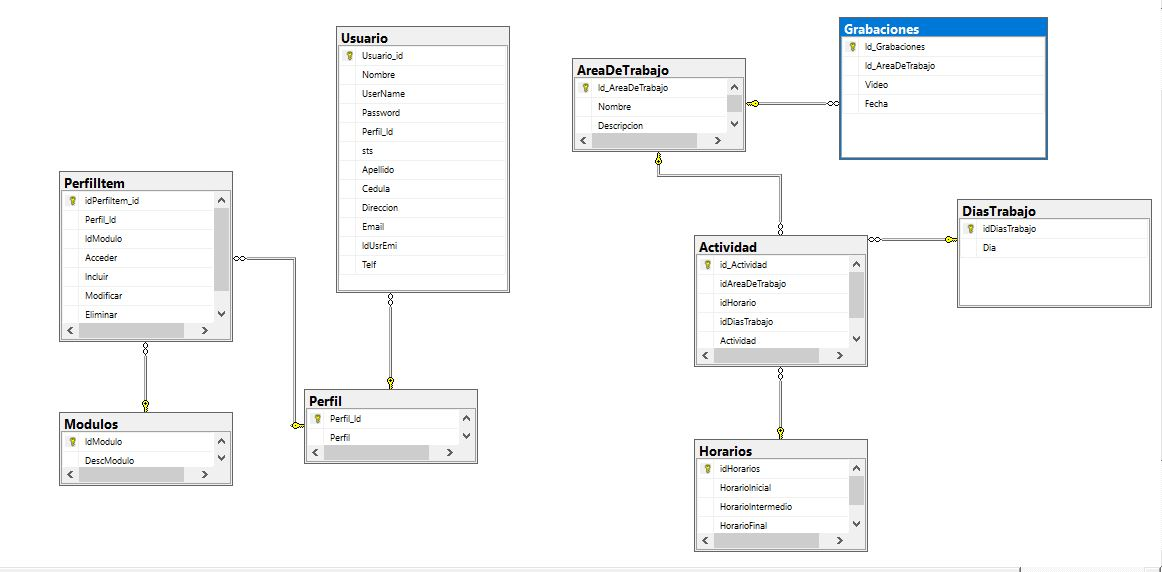 Usuario
Usuario_id
Nombre
UserName
Password
Perfil_Id
sts
Apellido
Cedula
Direccion
Email
IdUsrEmi
Telf
PerfilItem
idPerfilItem_id
Perfil_Id
IdModulo
Acceder
Incluir
Modificar
Eliminar
Modulos
IdModulo
DescModulo
Perfil
Perfil_Id
Perfil
AreaDeTrabajo
Id_AreaDeTrabajo
Nombre
Descripcion
Grabaciones
Id_Grabaciones
Id_AreaDeTrabajo
Video
Fecha
Actividad
id_Actividad
idAreaDeTrabajo
idHorario
idDiasTrabajo
Actividad
DiasTrabajo
idDiasTrabajo
Dia
Horarios
idHorarios
HorarioInicial
HorarioIntermedio
HorarioFinal